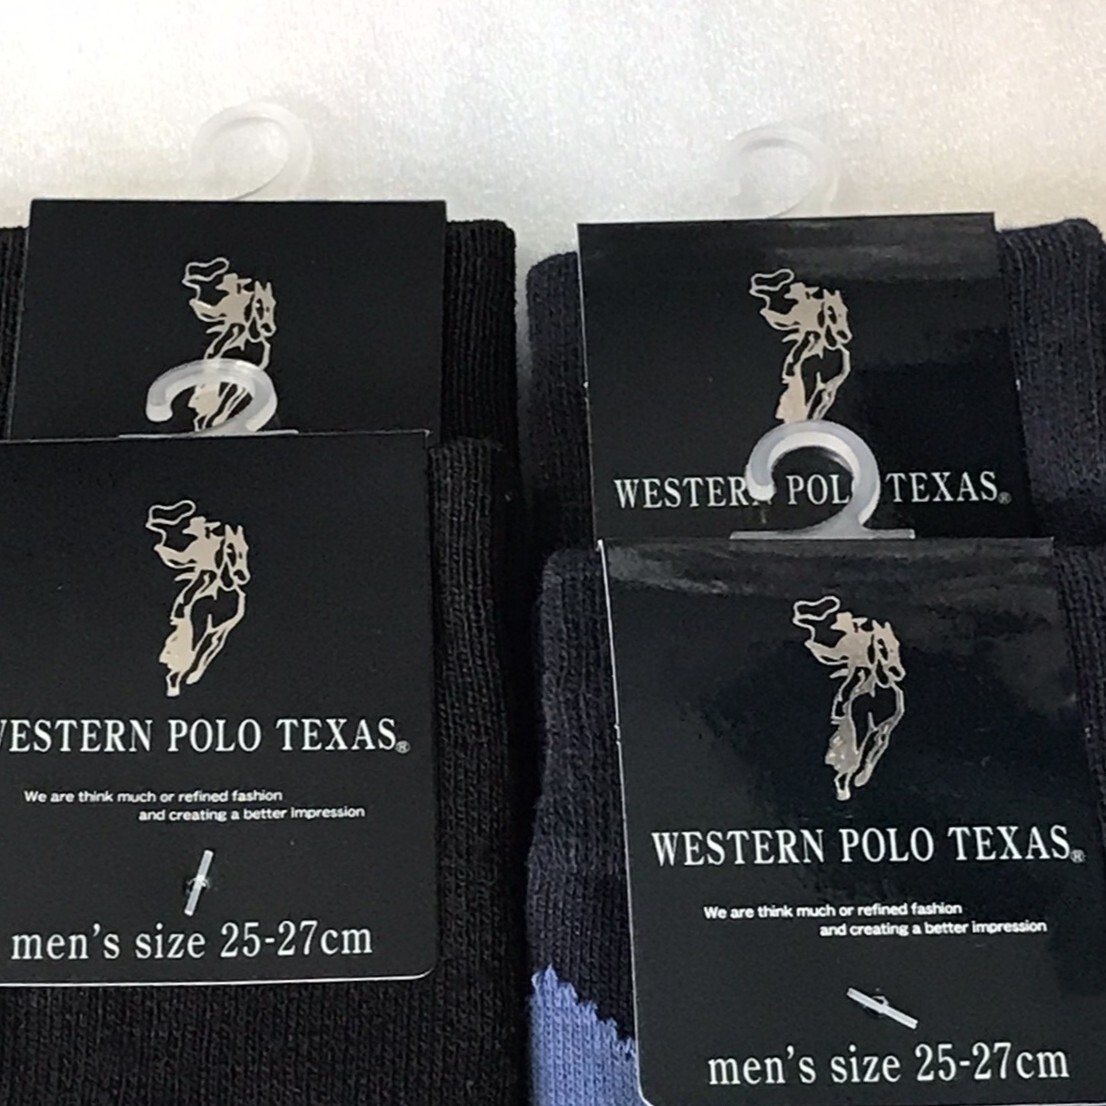 WESTERN POLO TEXAS®
WESTERN POLO TEXAS®
We are think much or refined fashion
and creating a better impression
men's size 25-27cm
WESTERN POLO TEXAS®
We are think much or refined fashion
and creating a better impression
men's size 25-27cm